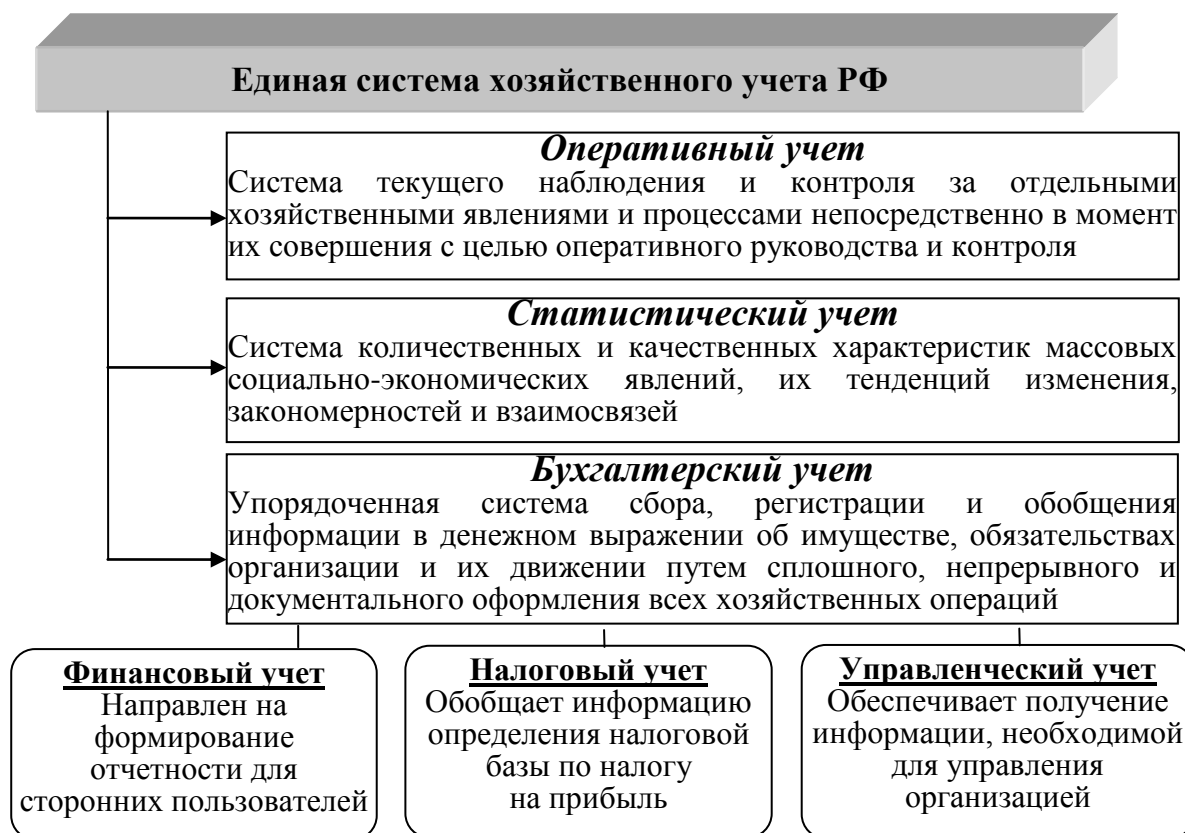 Единая система хозяйственного учета РФ
Оперативный учет
Система текущего наблюдения и контроля за отдельными
хозяйственными явлениями и процессами непосредственно в момент
их совершения с целью оперативного руководства и контроля
Статистический учет
Система количественных и качественных характеристик массовых
социально-экономических явлений, их тенденций изменения,
закономерностей и взаимосвязей
Бухгалтерский учет
Упорядоченная система сбора, регистрации и обобщения
информации в денежном выражении об имуществе, обязательствах
организации и их движении путем сплошного, непрерывного и
документального оформления всех хозяйственных операций
Финансовый учет
Направлен на
формирование
отчетности для
сторонних пользователей
Налоговый учет
Обобщает информацию
определения налоговой
базы по налогу
на прибыль
Управленческий учет
Обеспечивает получение
информации, необходимой
для управления
организацией